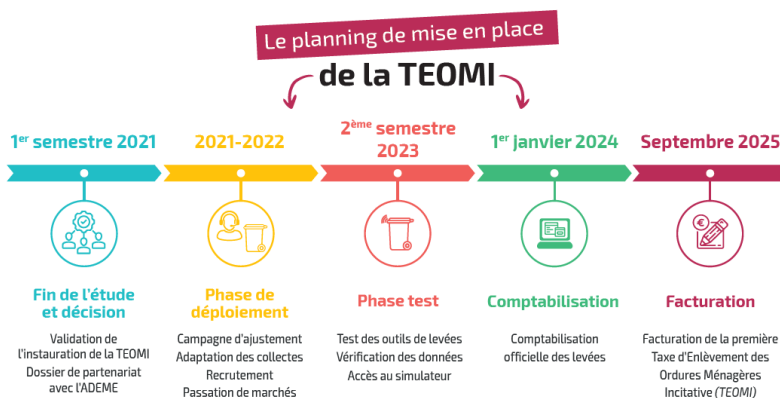 Le planning de mise en place
de la TEOMI
1er semestre 2021
2021-2022
2ème semestre
2023
1er janvier 2024
Septembre 2025
€
Fin de l'étude
et décision
Validation de
l'instauration de la TEOMI
Dossier de partenariat
avec l'ADEME
Phase de
déploiement
Campagne d'ajustement
Adaptation des collectes
Recrutement
Passation de marchés
Phase test
Test des outils de levées
Vérification des données
Accès au simulateur
Comptabilisation
Comptabilisation
officielle des levées
Facturation
Facturation de la première
Taxe d'Enlèvement des
Ordures Ménagères
Incitative (TEOMI)